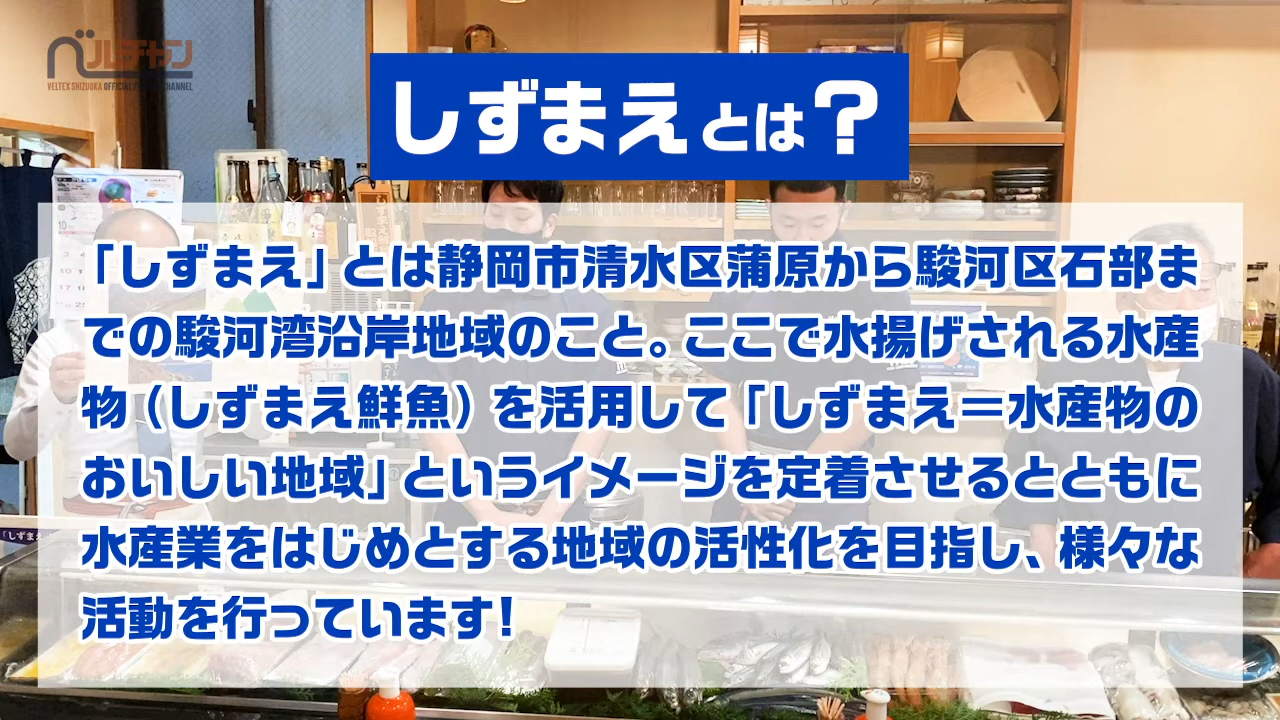 ベルチャン
VELTEX SHIZUOKA OFFICIAL
CHANNEL
しずまえとは？
「しずまえ」とは静岡市清水区蒲原から駿河区石部ま
での駿河湾沿岸地域のこと。ここで水揚げされる水産
物（しずまえ鮮魚）を活用して「しずまえ＝水産物の
おいしい地域」というイメージを定着させるとともに
水産業をはじめとする地域の活性化を目指し、様々な
活動を行っています！